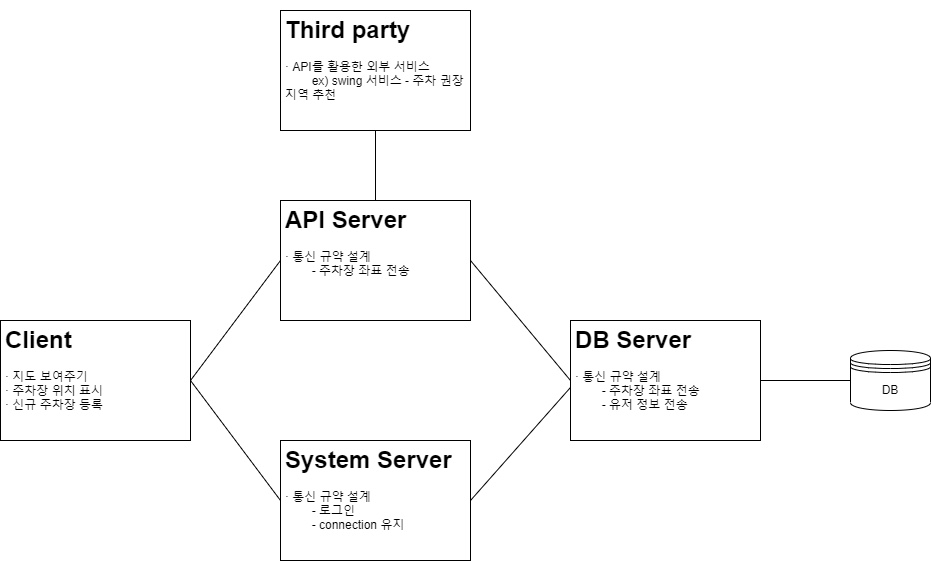 Third party
· API를 활용한 외부 서비스
ex) swing 서비스 - 주차 권장
지역 추천
API Server
· 통신 규약 설계
- 주차장 좌표 전송
Client
· 지도 보여주기
· 주차장 위치 표시
· 신규 주차장 등록
DB Server
· 통신 규약 설계
- 주차장 좌표 전송
- 유저 정보 전송
DB
System Server
· 통신 규약 설계
- 로그인
- connection 유지